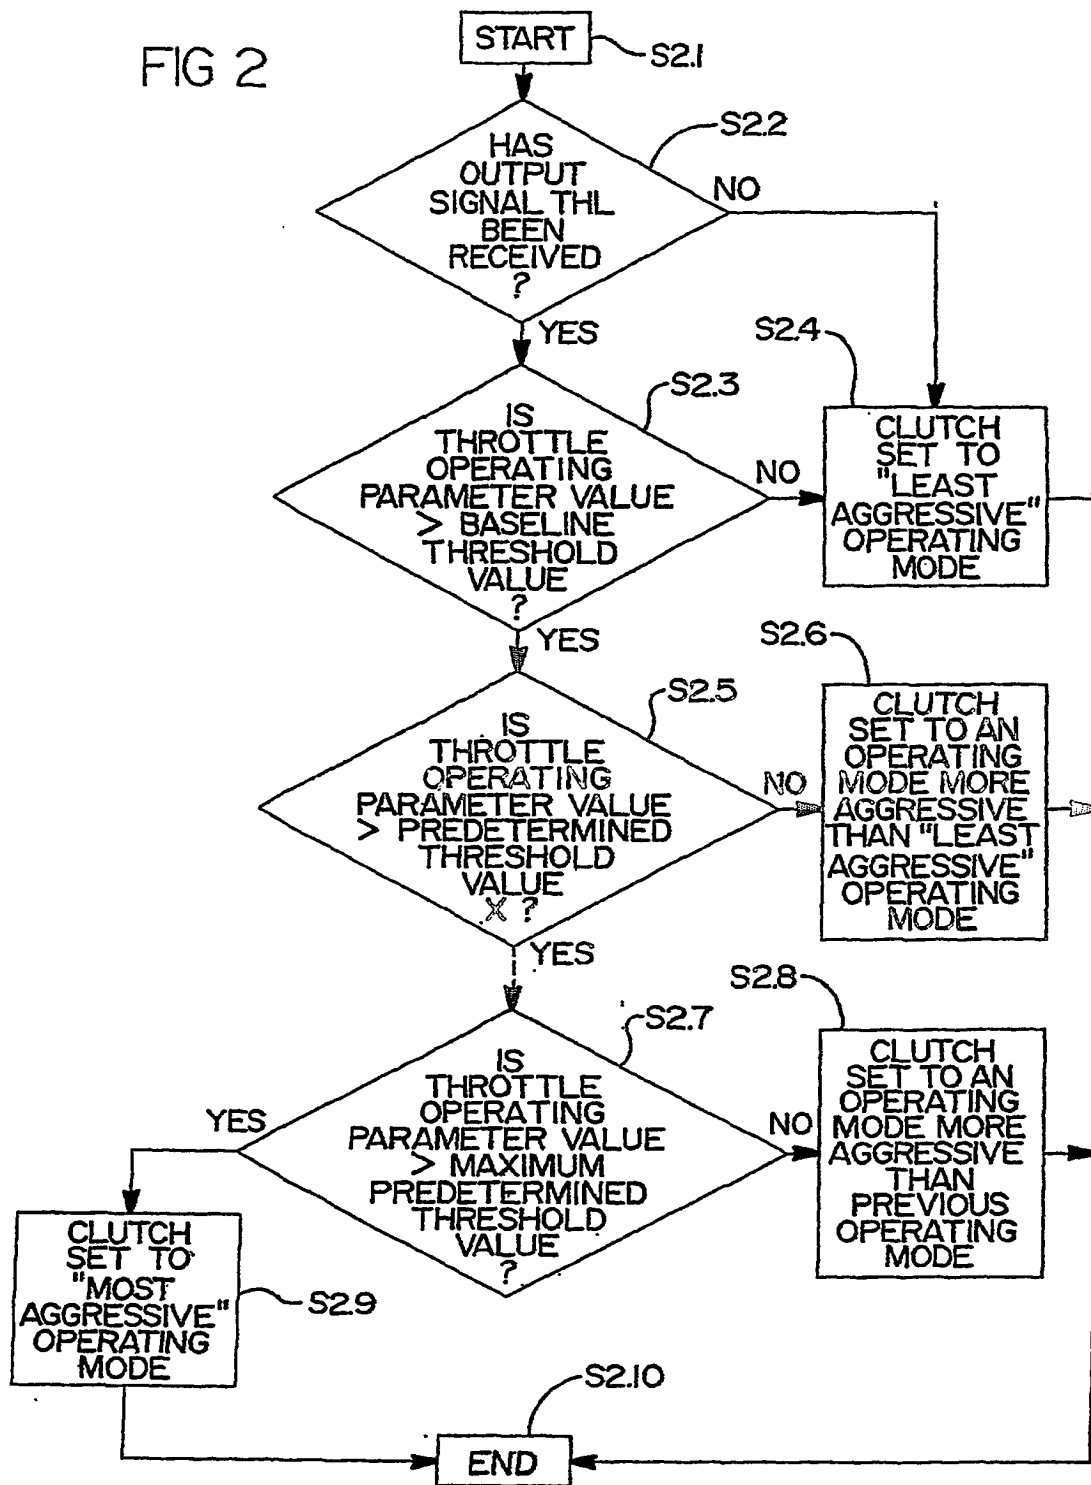 FIG 2
START
S2.1
HAS
OUTPUT
SIGNAL THL
BEEN
RECEIVED
?
S2.2
NO
YES
IS
THROTTLE
OPERATING
PARAMETER VALUE
> BASELINE
THRESHOLD
VALUE
?
S2.3
NO
YES
S2.4
CLUTCH
SET TO
"LEAST
AGGRESSIVE"
OPERATING
MODE
IS
THROTTLE
OPERATING
PARAMETER VALUE
> PREDETERMINED
THRESHOLD
VALUE
X ?
S2.5
NO
YES
S2.6
CLUTCH
SET TO AN
OPERATING
MODE MORE
AGGRESSIVE
THAN "LEAST
AGGRESSIVE"
OPERATING
MODE
IS
THROTTLE
OPERATING
PARAMETER VALUE
> MAXIMUM
PREDETERMINED
THRESHOLD
VALUE
?
S2.7
YES
NO
S2.8
CLUTCH
SET TO AN
OPERATING
MODE MORE
AGGRESSIVE
THAN
PREVIOUS
OPERATING
MODE
CLUTCH
SET TO
"MOST
AGGRESSIVE"
OPERATING
MODE
S2.9
S2.10
END